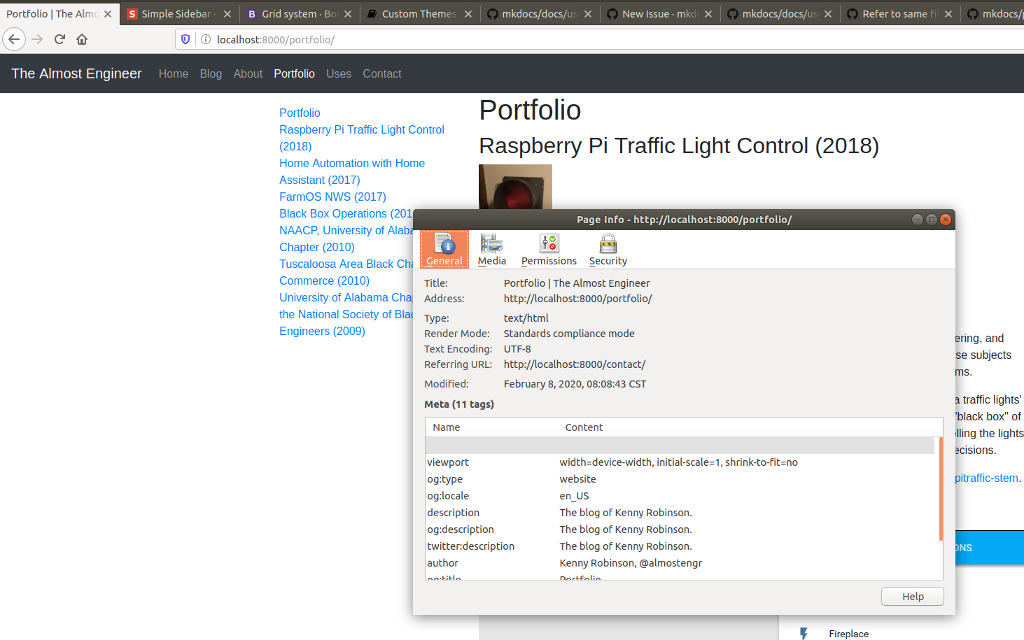 Portfolio | The Almo
Simple Sidebar -
Grid system · Bo
Custom Themes
mkdocs/docs/us
New Issue · mkd
mkdocs/docs/us
Refer to same fi
mkdocs/p
localhost:8000/portfolio/
The Almost Engineer Home Blog About Portfolio Uses Contact
Portfolio
Raspberry Pi Traffic Light Control
(2018)
Home Automation with Home
Assistant (2017)
FarmOS NWS (2017)
Black Box Operations (201
NAACP, University of Alaba
Chapter (2010)
Tuscaloosa Area Black Cha
Commerce (2010)
University of Alabama Cha
the National Society of Blac
Engineers (2009)
Portfolio
Raspberry Pi Traffic Light Control (2018)
Page Info - http://localhost:8000/portfolio/
General Media Permissions Security
Title: Portfolio | The Almost Engineer
Address: http://localhost:8000/portfolio/
Type: text/html
Render Mode: Standards compliance mode
Text Encoding: UTF-8
Referring URL: http://localhost:8000/contact/
Modified: February 8, 2020, 08:08:43 CST
Meta (11 tags)
Name Content
viewport width=device-width, initial-scale=1, shrink-to-fit=no
og:type website
og:locale en_US
description The blog of Kenny Robinson.
og:description The blog of Kenny Robinson.
twitter:description The blog of Kenny Robinson.
author Kenny Robinson, @almostengr
og:title Portfolio
Help
ering, and
se subjects
ms.
a traffic lights'
"black box" of
olling the lights
ecisions.
pitraffic-stem.
ONS
Fireplace